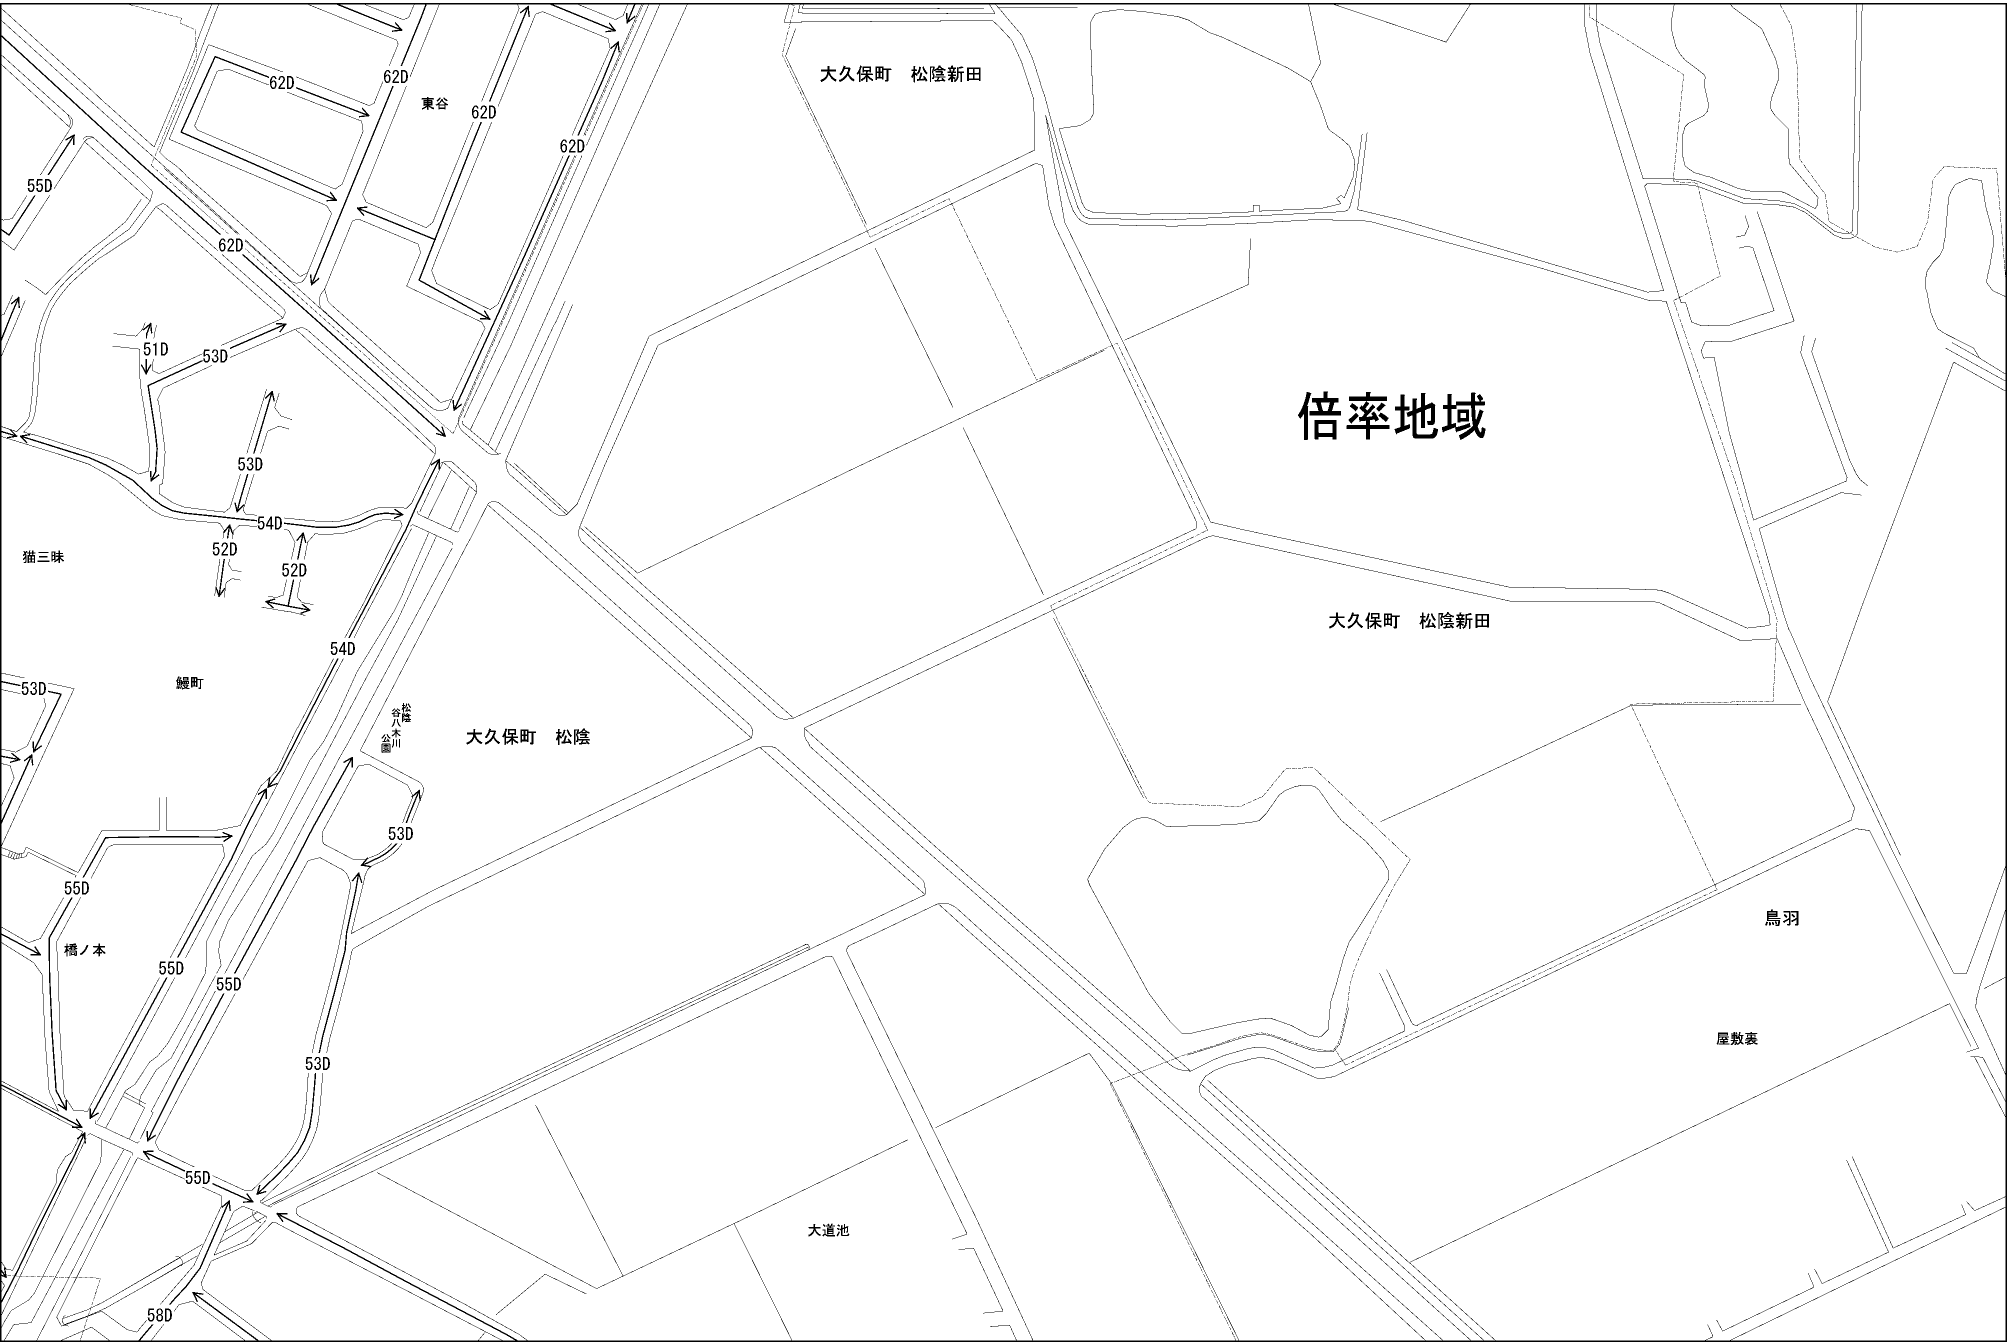 大久保町　松陰新田
62D
62D
東谷
62D
62D
55D
62D
51D
53D
倍率地域
53D
54D
52D
猫三昧
52D
大久保町　松陰新田
54D
鰻町
53D
松陰
谷八木川
公園
大久保町　松陰
53D
55D
鳥羽
橋ノ本
55D
55D
屋敷裏
53D
55D
大道池
58D